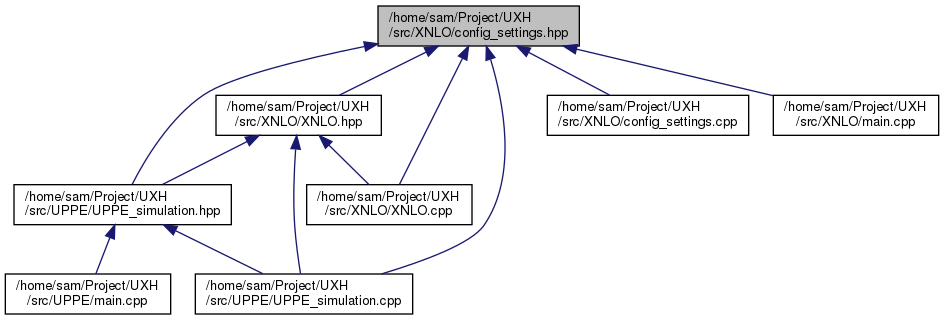 /home/sam/Project/UXH
/src/XNLO/config_settings.hpp
/home/sam/Project/UXH
/src/XNLO/XNLO.hpp
/home/sam/Project/UXH
/src/XNLO/config_settings.cpp
/home/sam/Project/UXH
/src/XNLO/main.cpp
/home/sam/Project/UXH
/src/UPPE/UPPE_simulation.hpp
/home/sam/Project/UXH
/src/XNLO/XNLO.cpp
/home/sam/Project/UXH
/src/UPPE/main.cpp
/home/sam/Project/UXH
/src/UPPE/UPPE_simulation.cpp